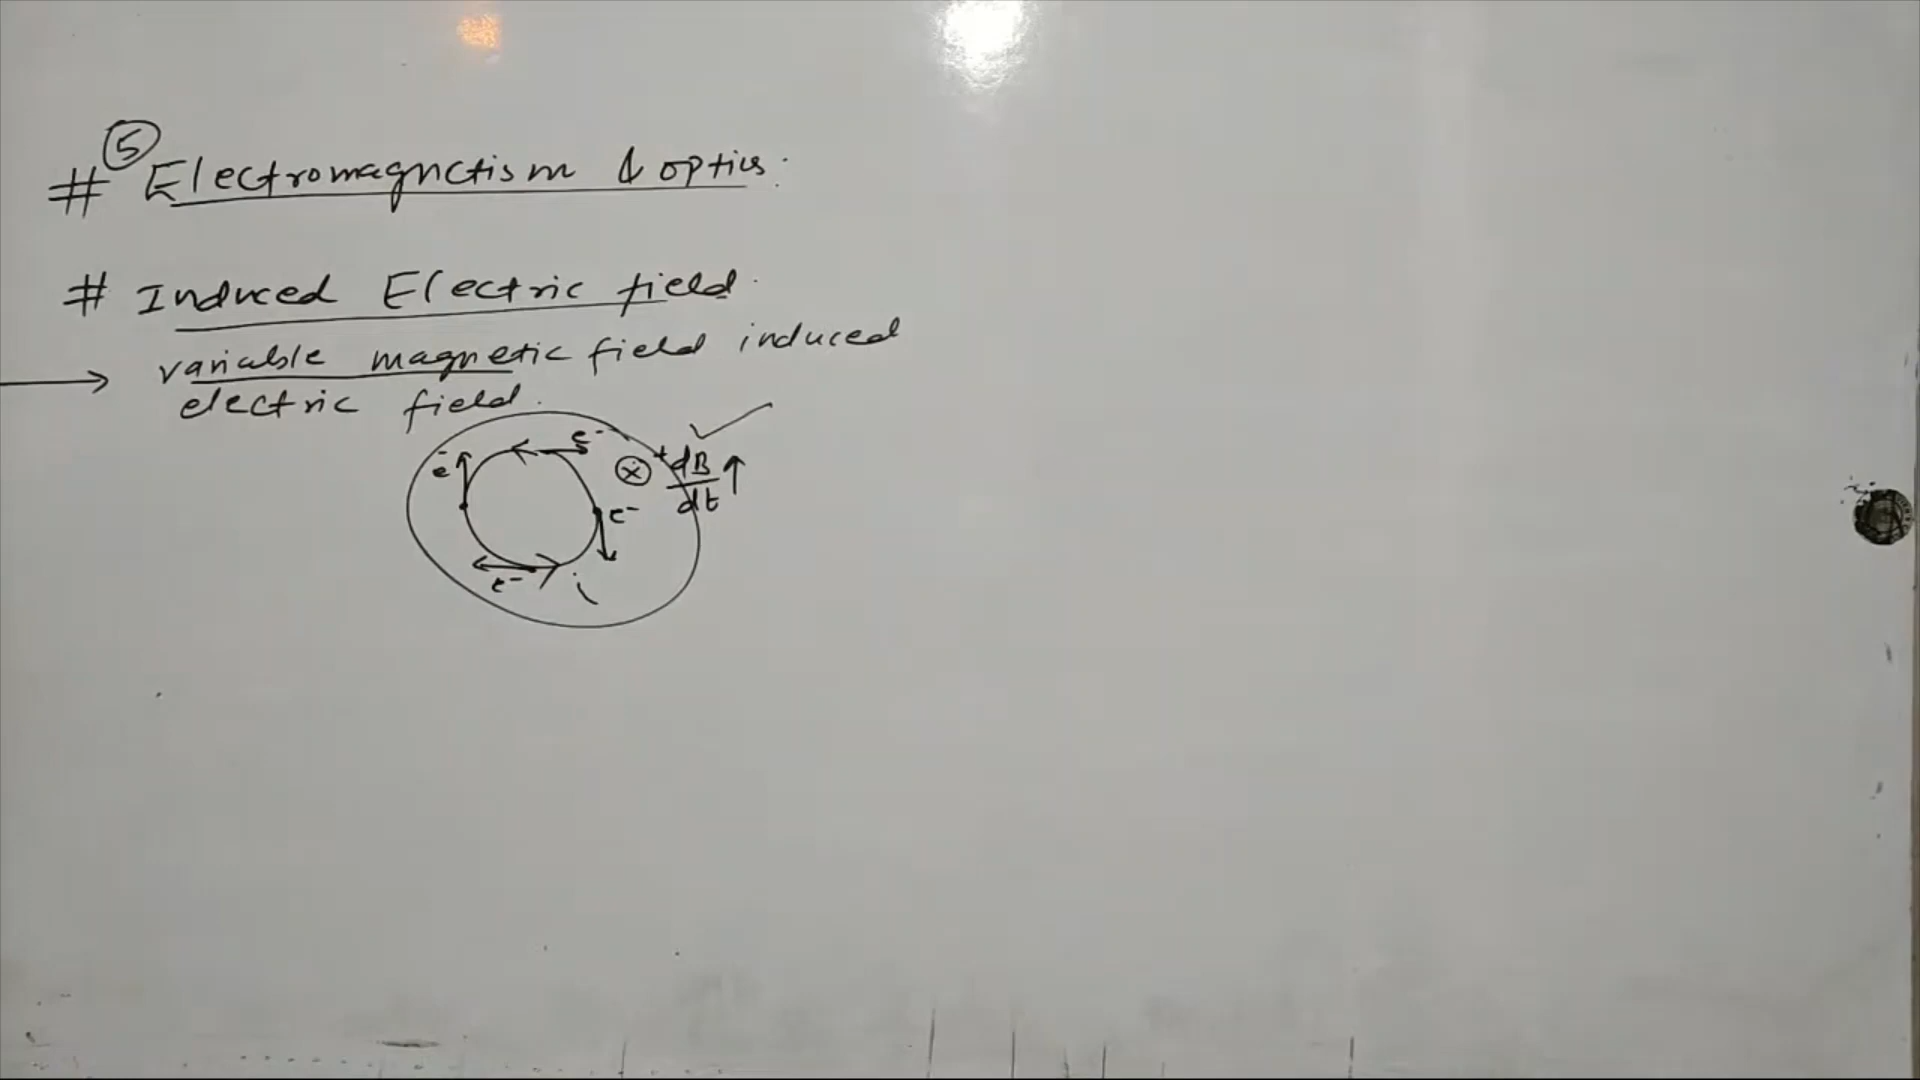 # ⑤ Electromagnetism & optics.
# Induced Electric field.
→ variable magnetic field induced
electric field.
e⁻ e⁻ ⊗ + dB/dt ↑
e⁻
e⁻ i